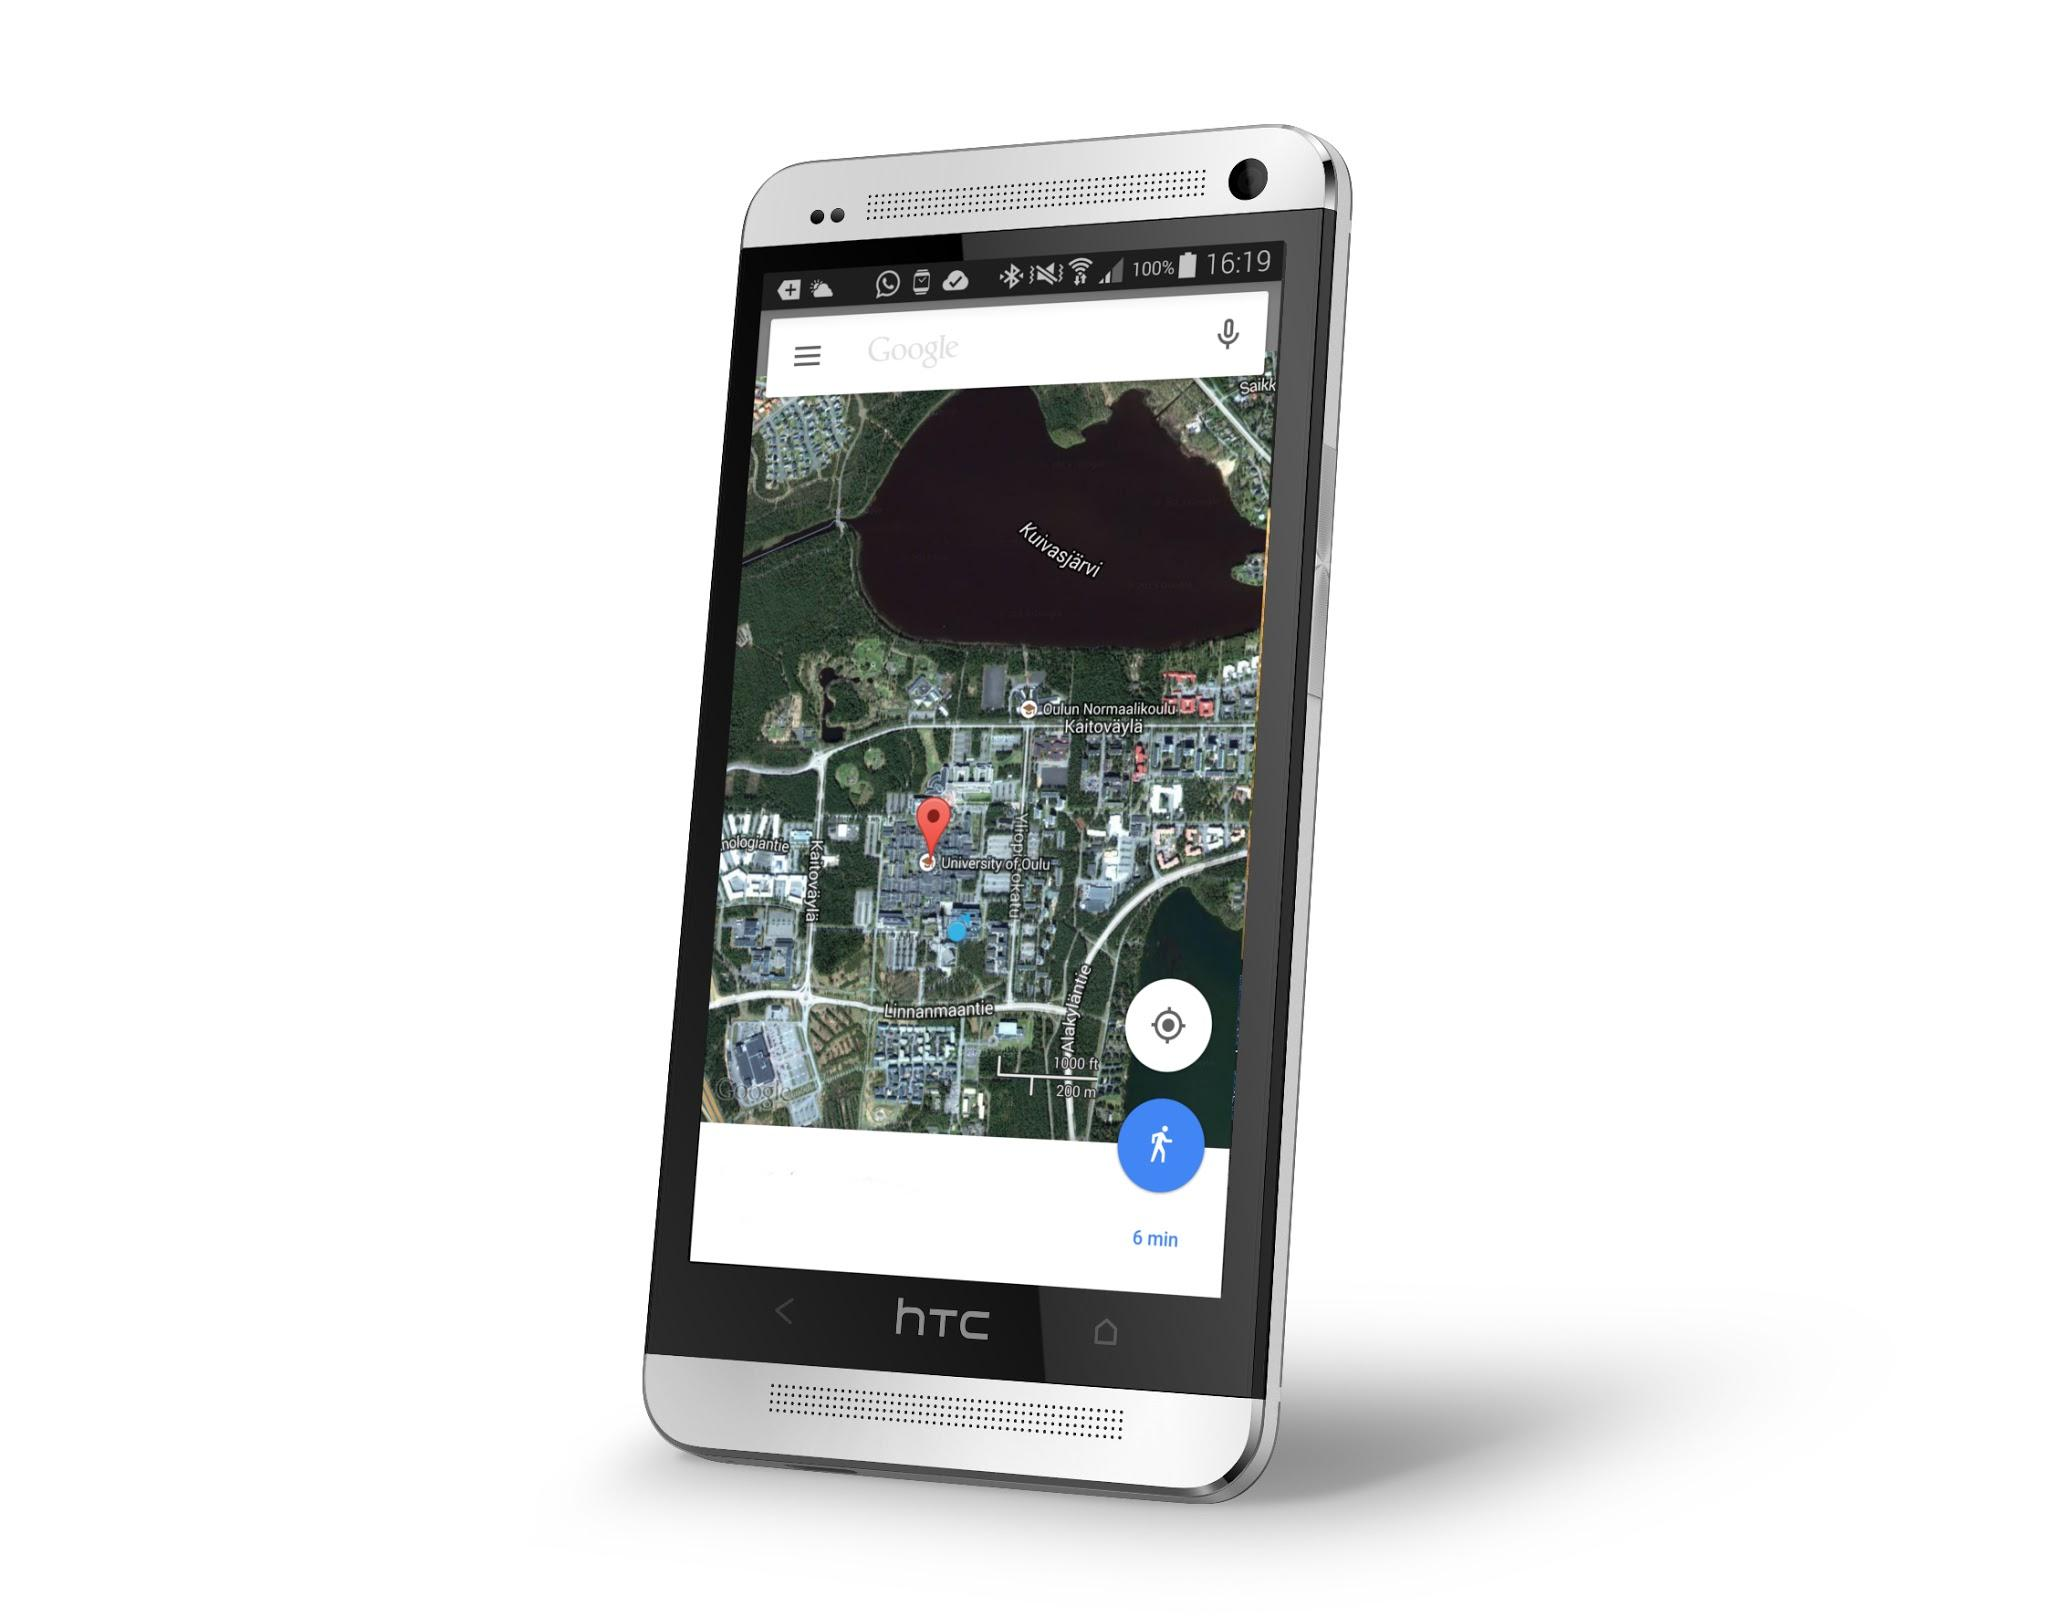 100% 16:19
Google
Saikk
Kuivasjärvi
Oulun Normaalikoulu
Kaitoväylä
nologiantie
Kaitoväylä
University of Oulu
Linnanmaantie
Alakyläntie
1000 ft
200 m
Google
6 min
hTC